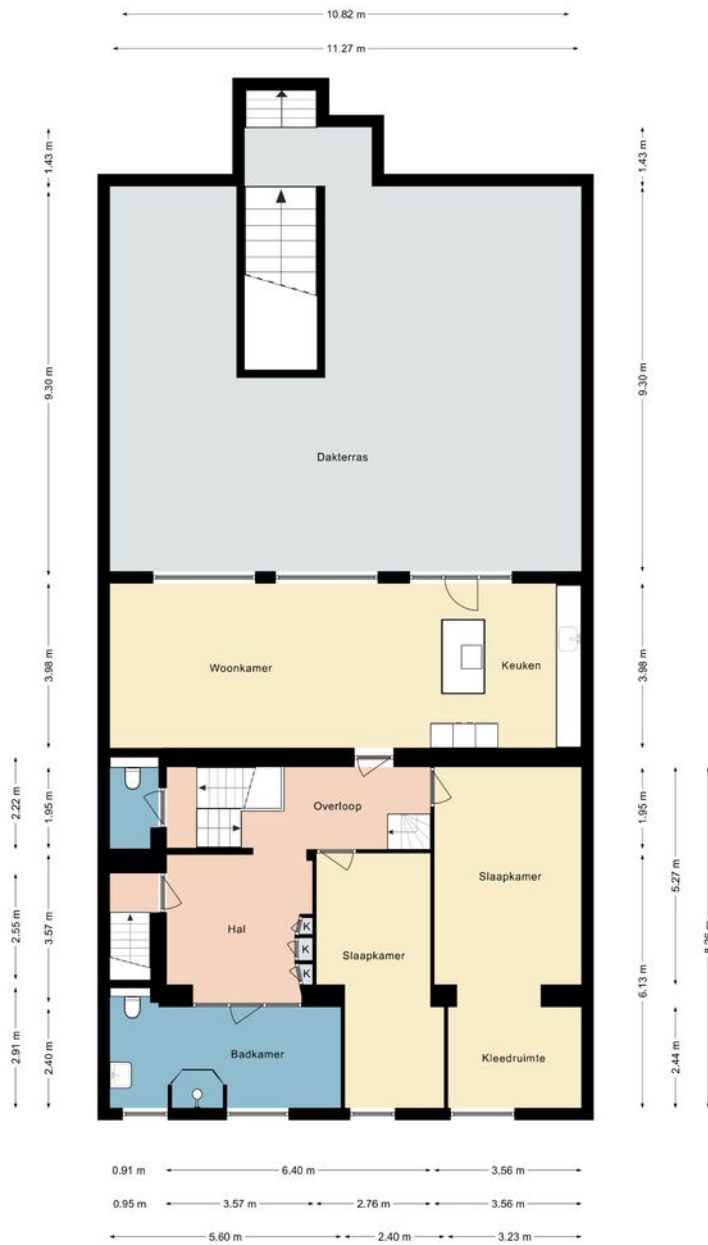 10.82 m
11.27 m
1.43 m
1.43 m
9.30 m
9.30 m
Dakterras
3.98 m
3.98 m
Woonkamer
Keuken
2.22 m
1.95 m
Overloop
1.95 m
5.27 m
8.26 m
Slaapkamer
2.55 m
3.57 m
Hal
K
K
K
Slaapkamer
6.13 m
2.91 m
2.40 m
Badkamer
Kleedruimte
2.44 m
0.91 m
6.40 m
3.56 m
0.95 m
3.57 m
2.76 m
3.56 m
5.60 m
2.40 m
3.23 m